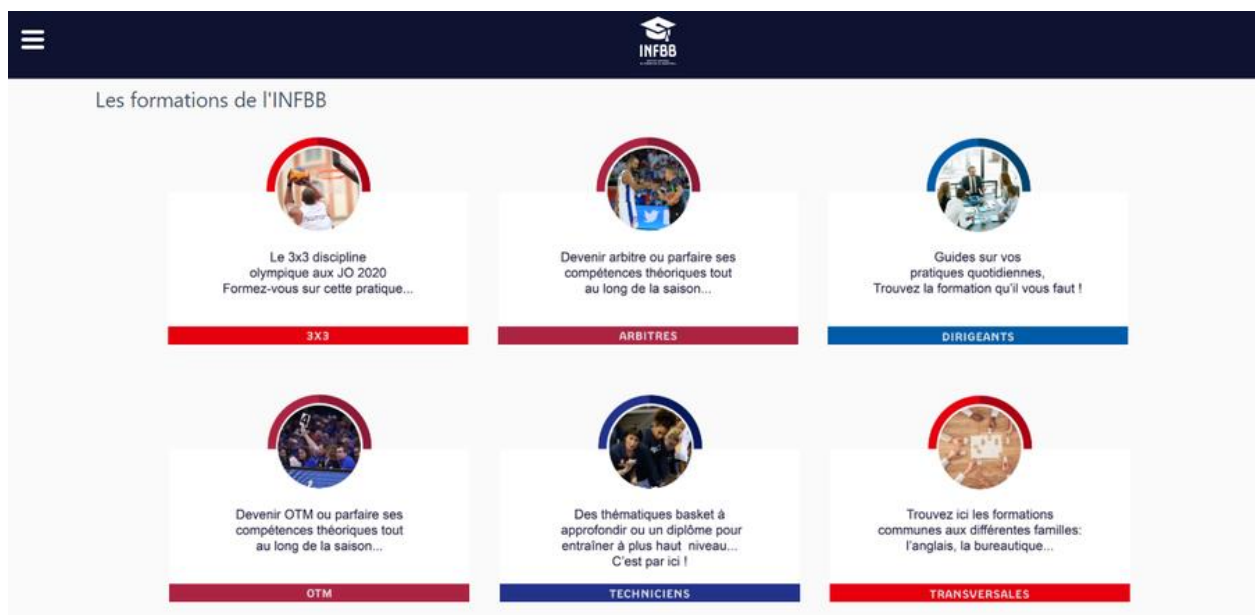 INFBB
Les formations de l'INFBB
Le 3x3 discipline
olympique aux JO 2020
Formez-vous sur cette pratique...
3X3
Devenir arbitre ou parfaire ses
compétences théoriques tout
au long de la saison...
ARBITRES
Guides sur vos
pratiques quotidiennes,
Trouvez la formation qu'il vous faut !
DIRIGEANTS
Devenir OTM ou parfaire ses
compétences théoriques tout
au long de la saison...
OTM
Des thématiques basket à
approfondir ou un diplôme pour
entraîner à plus haut niveau...
C'est par ici !
TECHNICIENS
Trouvez ici les formations
communes aux différentes familles:
l'anglais, la bureautique...
TRANSVERSALES